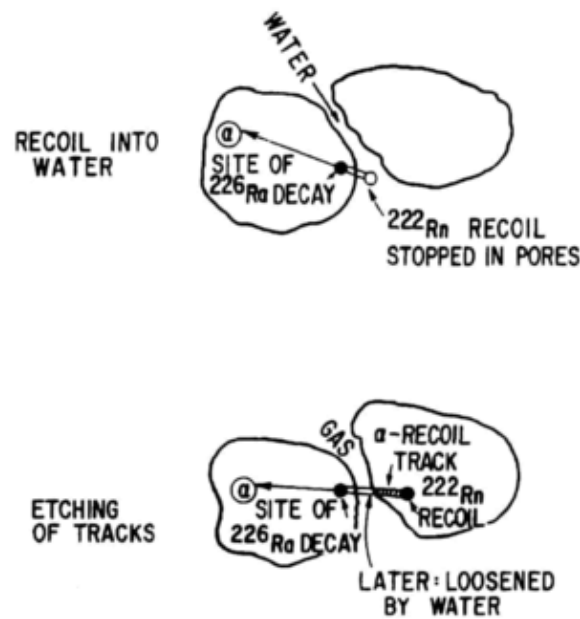 WATER
RECOIL INTO
WATER
α
SITE OF
226Ra DECAY
222Rn RECOIL
STOPPED IN PORES
GAS
α-RECOIL
TRACK
222Rn
RECOIL
α
SITE OF
226Ra DECAY
ETCHING
OF TRACKS
LATER: LOOSENED
BY WATER